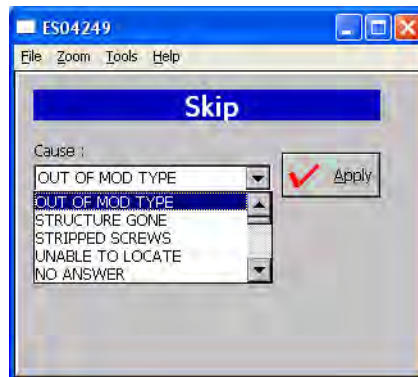 ES04249
File Zoom Tools Help
Skip
Cause :
OUT OF MOD TYPE
Apply
OUT OF MOD TYPE
STRUCTURE GONE
STRIPPED SCREWS
UNABLE TO LOCATE
NO ANSWER